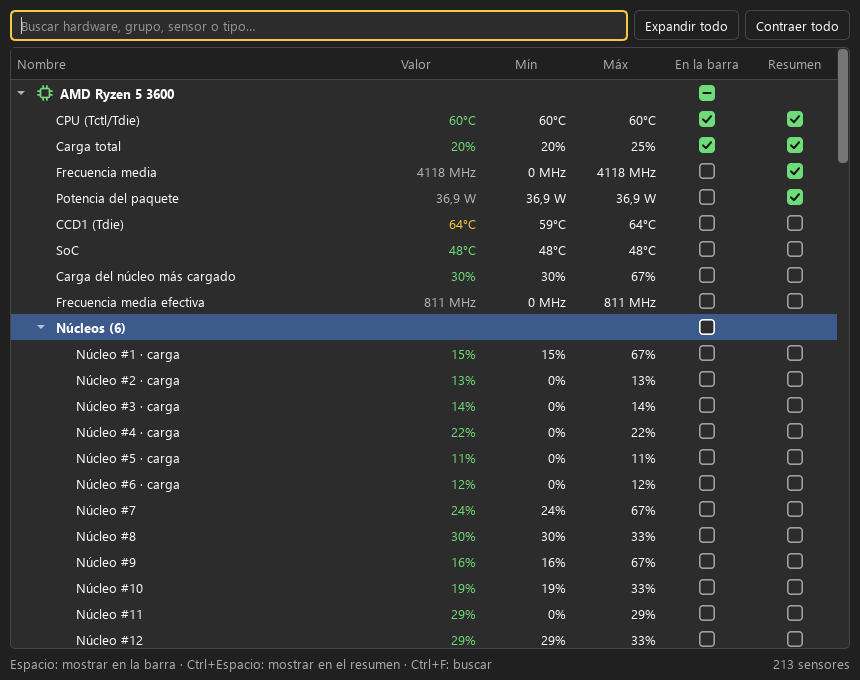 Buscar hardware, grupo, sensor o tipo... Expandir todo Contraer todo
Nombre Valor Mín Máx En la barra Resumen
AMD Ryzen 5 3600
CPU (Tctl/Tdie) 60°C 60°C 60°C
Carga total 20% 20% 25%
Frecuencia media 4118 MHz 0 MHz 4118 MHz
Potencia del paquete 36,9 W 36,9 W 36,9 W
CCD1 (Tdie) 64°C 59°C 64°C
SoC 48°C 48°C 48°C
Carga del núcleo más cargado 30% 30% 67%
Frecuencia media efectiva 811 MHz 0 MHz 811 MHz
Núcleos (6)
Núcleo #1 · carga 15% 15% 67%
Núcleo #2 · carga 13% 0% 13%
Núcleo #3 · carga 14% 0% 14%
Núcleo #4 · carga 22% 0% 22%
Núcleo #5 · carga 11% 0% 11%
Núcleo #6 · carga 12% 0% 12%
Núcleo #7 24% 24% 67%
Núcleo #8 30% 30% 33%
Núcleo #9 16% 16% 67%
Núcleo #10 19% 19% 33%
Núcleo #11 29% 0% 29%
Núcleo #12 29% 29% 33%
Espacio: mostrar en la barra · Ctrl+Espacio: mostrar en el resumen · Ctrl+F: buscar 213 sensores